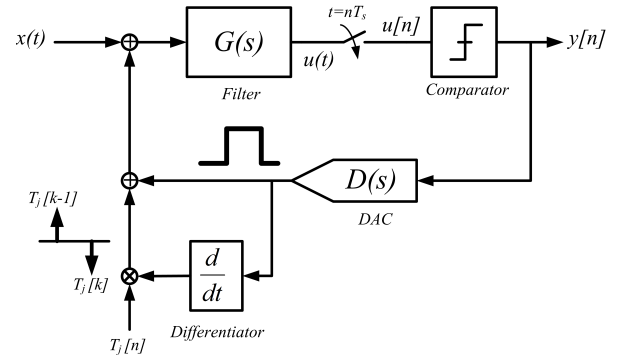 x(t)
G(s)
Filter
u(t)
t=nTs
u[n]
Comparator
y[n]
D(s)
DAC
Tj[k-1]
Tj[k]
d
dt
Differentiator
Tj[n]